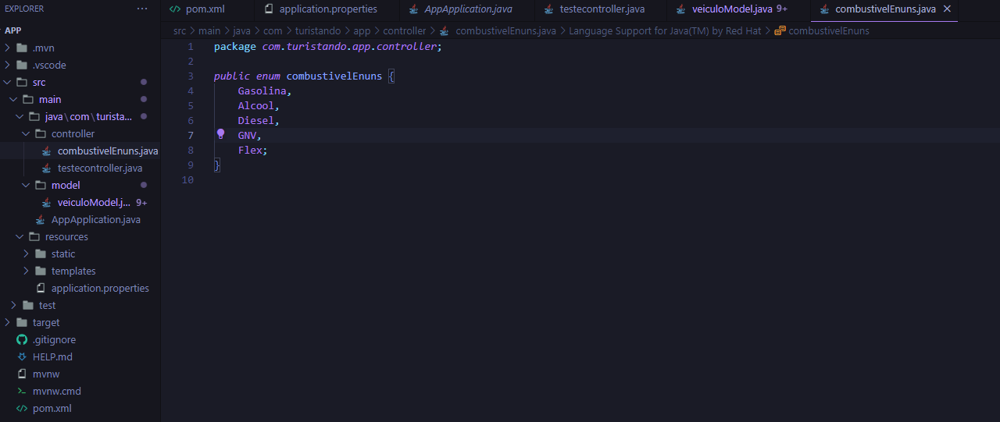 EXPLORER ···
pom.xml application.properties AppApplication.java testecontroller.java veiculoModel.java 9+ combustivelEnuns.java
src > main > java > com > turistando > app > controller > combustivelEnuns.java > Language Support for Java(TM) by Red Hat > combustivelEnuns
APP
.mvn
.vscode
src
main
java\com\turista...
controller
combustivelEnuns.java
testecontroller.java
model
veiculoModel.j... 9+
AppApplication.java
resources
static
templates
application.properties
test
target
.gitignore
HELP.md
mvnw
mvnw.cmd
pom.xml
1 package com.turistando.app.controller;
2
3 public enum combustivelEnuns {
4 Gasolina,
5 Alcool,
6 Diesel,
7 GNV,
8 Flex;
9 }
10